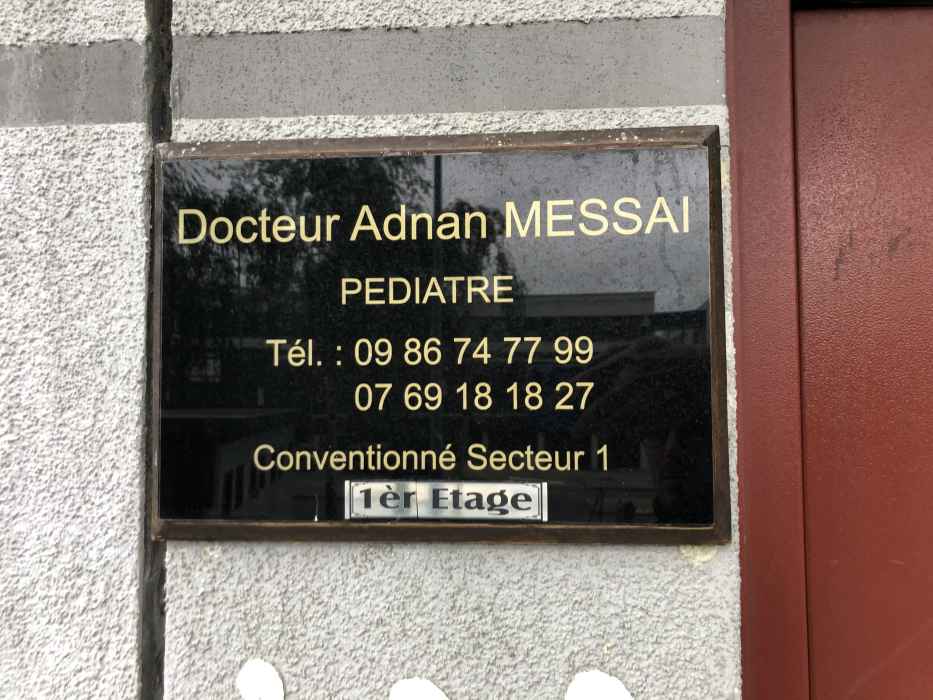 Docteur Adnan MESSAI
PEDIATRE
Tél. : 09 86 74 77 99
07 69 18 18 27
Conventionné Secteur 1
1èr Etage